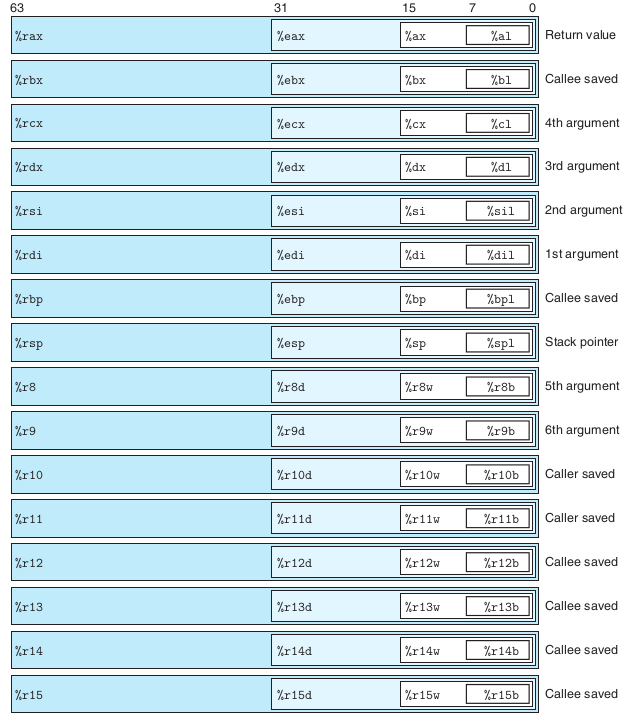 63 31 15 7 0
%rax %eax %ax %al Return value
%rbx %ebx %bx %bl Callee saved
%rcx %ecx %cx %cl 4th argument
%rdx %edx %dx %dl 3rd argument
%rsi %esi %si %sil 2nd argument
%rdi %edi %di %dil 1st argument
%rbp %ebp %bp %bpl Callee saved
%rsp %esp %sp %spl Stack pointer
%r8 %r8d %r8w %r8b 5th argument
%r9 %r9d %r9w %r9b 6th argument
%r10 %r10d %r10w %r10b Caller saved
%r11 %r11d %r11w %r11b Caller saved
%r12 %r12d %r12w %r12b Callee saved
%r13 %r13d %r13w %r13b Callee saved
%r14 %r14d %r14w %r14b Callee saved
%r15 %r15d %r15w %r15b Callee saved